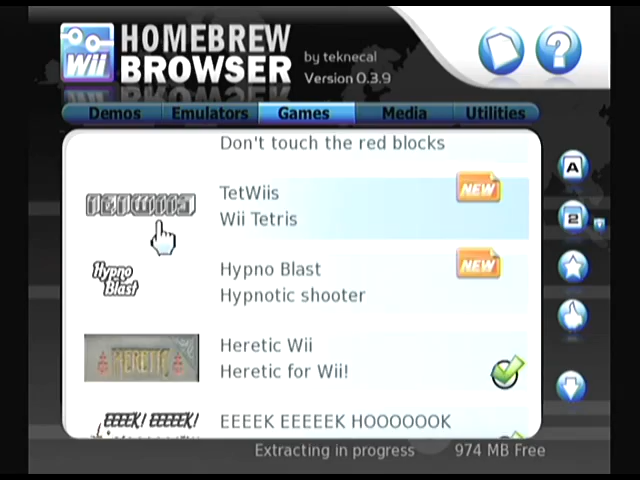 Wii
HOMEBREW
BROWSER
by teknecal
Version 0.3.9
?
Demos Emulators Games Media Utilities
Don't touch the red blocks
TETWIIS
TetWiis
Wii Tetris
NEW
Hypno
Blast
Hypno Blast
Hypnotic shooter
NEW
HERETIC
Heretic Wii
Heretic for Wii!
EEEEK! EEEEEK!
EEEEK EEEEEK HOOOOOOK
A
2
Extracting in progress 974 MB Free